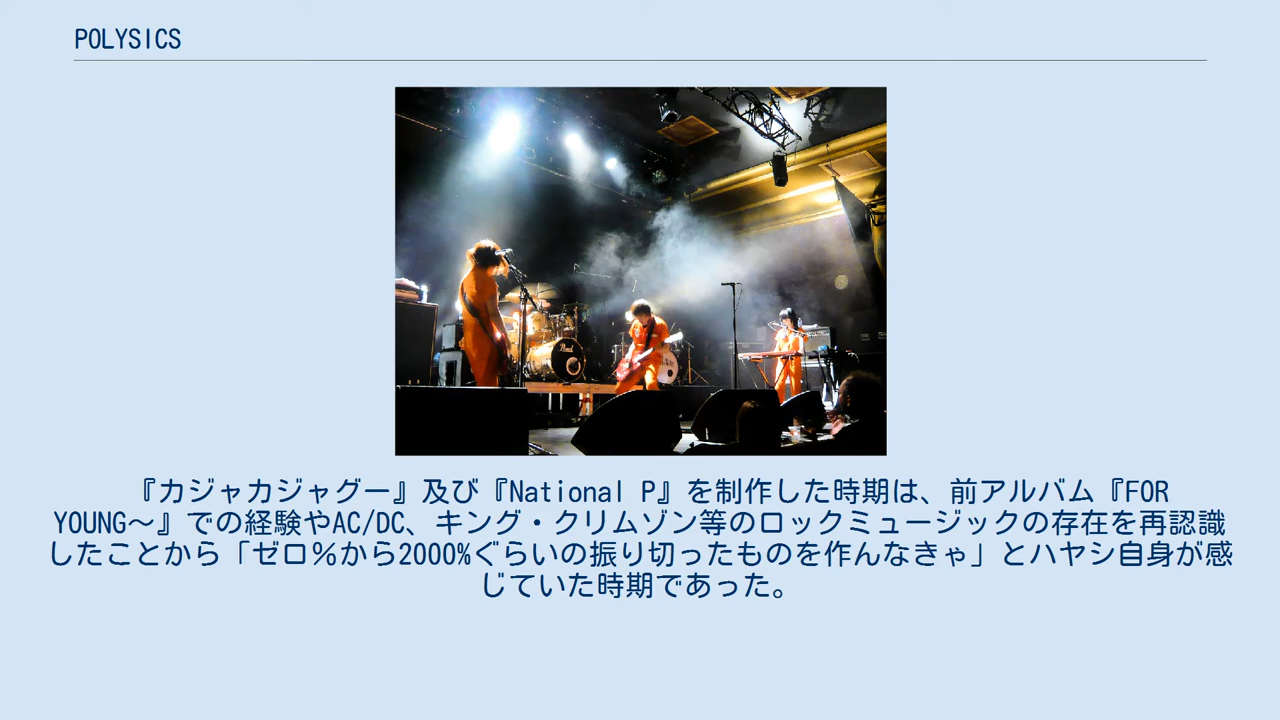 POLYSICS
『カジャカジャグー』及び『National P』を制作した時期は、前アルバム『FOR
YOUNG～』での経験やAC/DC、キング・クリムゾン等のロックミュージックの存在を再認識
したことから「ゼロ％から2000%ぐらいの振り切ったものを作んなきゃ」とハヤシ自身が感
じていた時期であった。